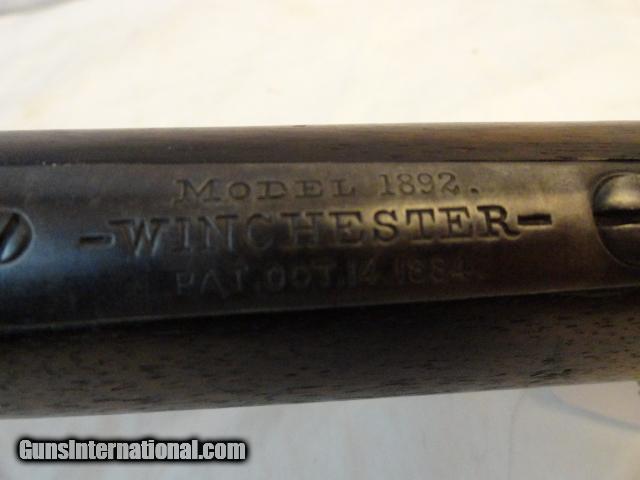 MODEL 1892.
-WINCHESTER-
PAT. OCT. 14. 1884.
GunsInternational.com